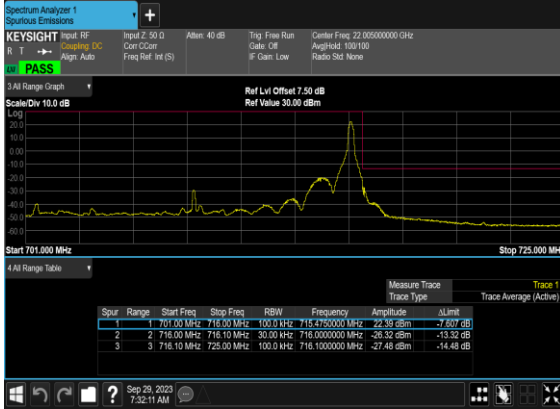 Spectrum Analyzer 1
Spurious Emissions
KEYSIGHT
R T
Input: RF
Coupling: DC
Align: Auto
Input Z: 50 Ω
Corr CCorr
Freq Ref: Int (S)
Atten: 40 dB
Trig: Free Run
Gate: Off
IF Gain: Low
Center Freq: 22.005000000 GHz
Avg|Hold: 100/100
Radio Std: None
PASS
3 All Range Graph
Scale/Div 10.0 dB
Ref Lvl Offset 7.50 dB
Ref Value 30.00 dBm
Log
20.0
10.0
0.00
-10.0
-20.0
-30.0
-40.0
-50.0
-60.0
Start 701.000 MHz
Stop 725.000 MH
4 All Range Table
Measure Trace Trace 1
Trace Type Trace Average (Active)
Spur Range Start Freq Stop Freq RBW Frequency Amplitude ΔLimit
1 1 701.00 MHz 716.00 MHz 100.0 kHz 715.4750000 MHz 22.39 dBm -7.607 dB
2 2 716.00 MHz 716.10 MHz 30.00 kHz 716.0000000 MHz -26.32 dBm -13.32 dB
3 3 716.10 MHz 725.00 MHz 100.0 kHz 716.1000000 MHz -27.48 dBm -14.48 dB
Sep 29, 2023
7:32:11 AM